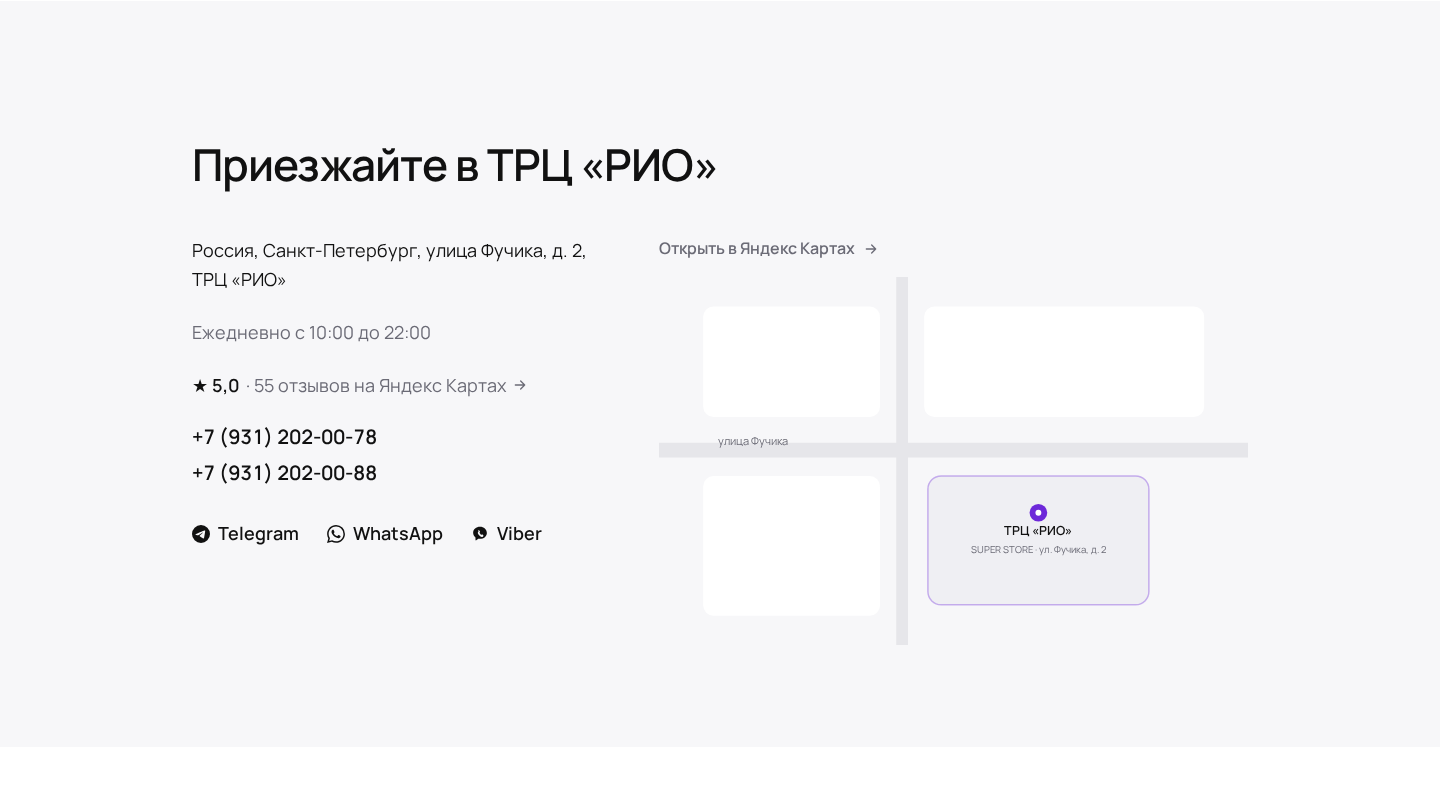 Приезжайте в ТРЦ «РИО»
Россия, Санкт-Петербург, улица Фучика, д. 2,
ТРЦ «РИО»
Ежедневно с 10:00 до 22:00
★ 5,0 · 55 отзывов на Яндекс Картах →
+7 (931) 202-00-78
+7 (931) 202-00-88
Telegram WhatsApp Viber
Открыть в Яндекс Картах →
улица Фучика
ТРЦ «РИО»
SUPER STORE · ул. Фучика, д. 2